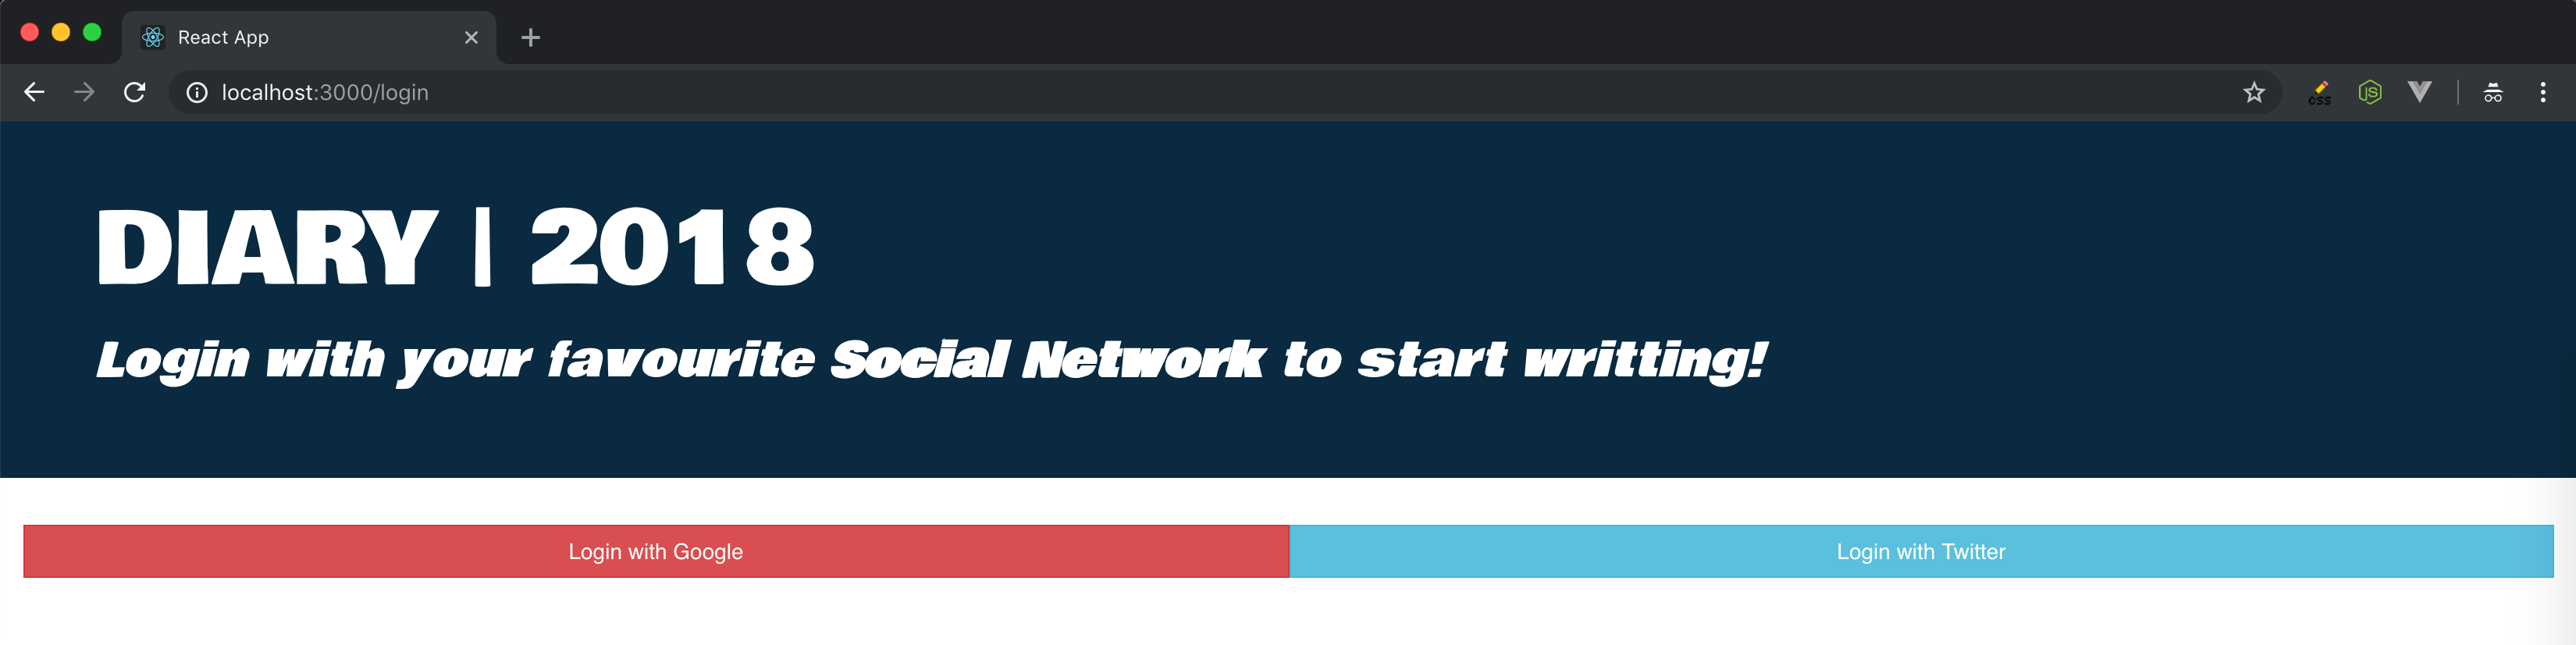 React App
localhost:3000/login
CSS
JS
DIARY | 2018
Login with your favourite Social Network to start writting!
Login with Google
Login with Twitter